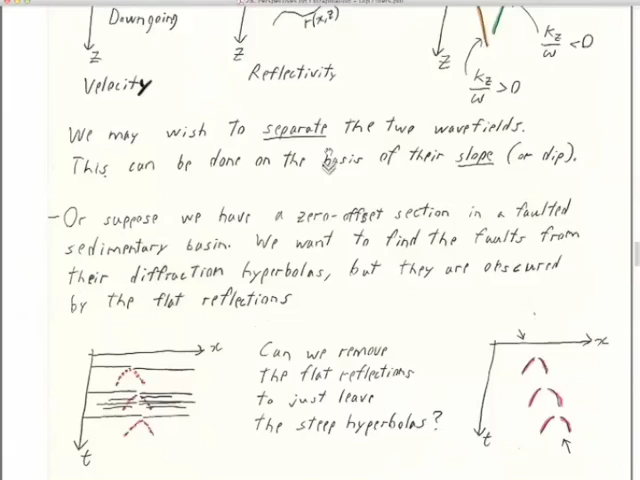 Downgoing
z
Velocity
r(x,z)
z
Reflectivity
z
kz/w < 0
kz/w > 0
We may wish to separate the two wavefields.
This can be done on the basis of their slope (or dip).
- Or suppose we have a zero-offset section in a faulted
sedimentary basin. We want to find the faults from
their diffraction hyperbolas, but they are obscured
by the flat reflections
x
t
Can we remove
the flat reflections
to just leave
the steep hyperbolas?
x
t